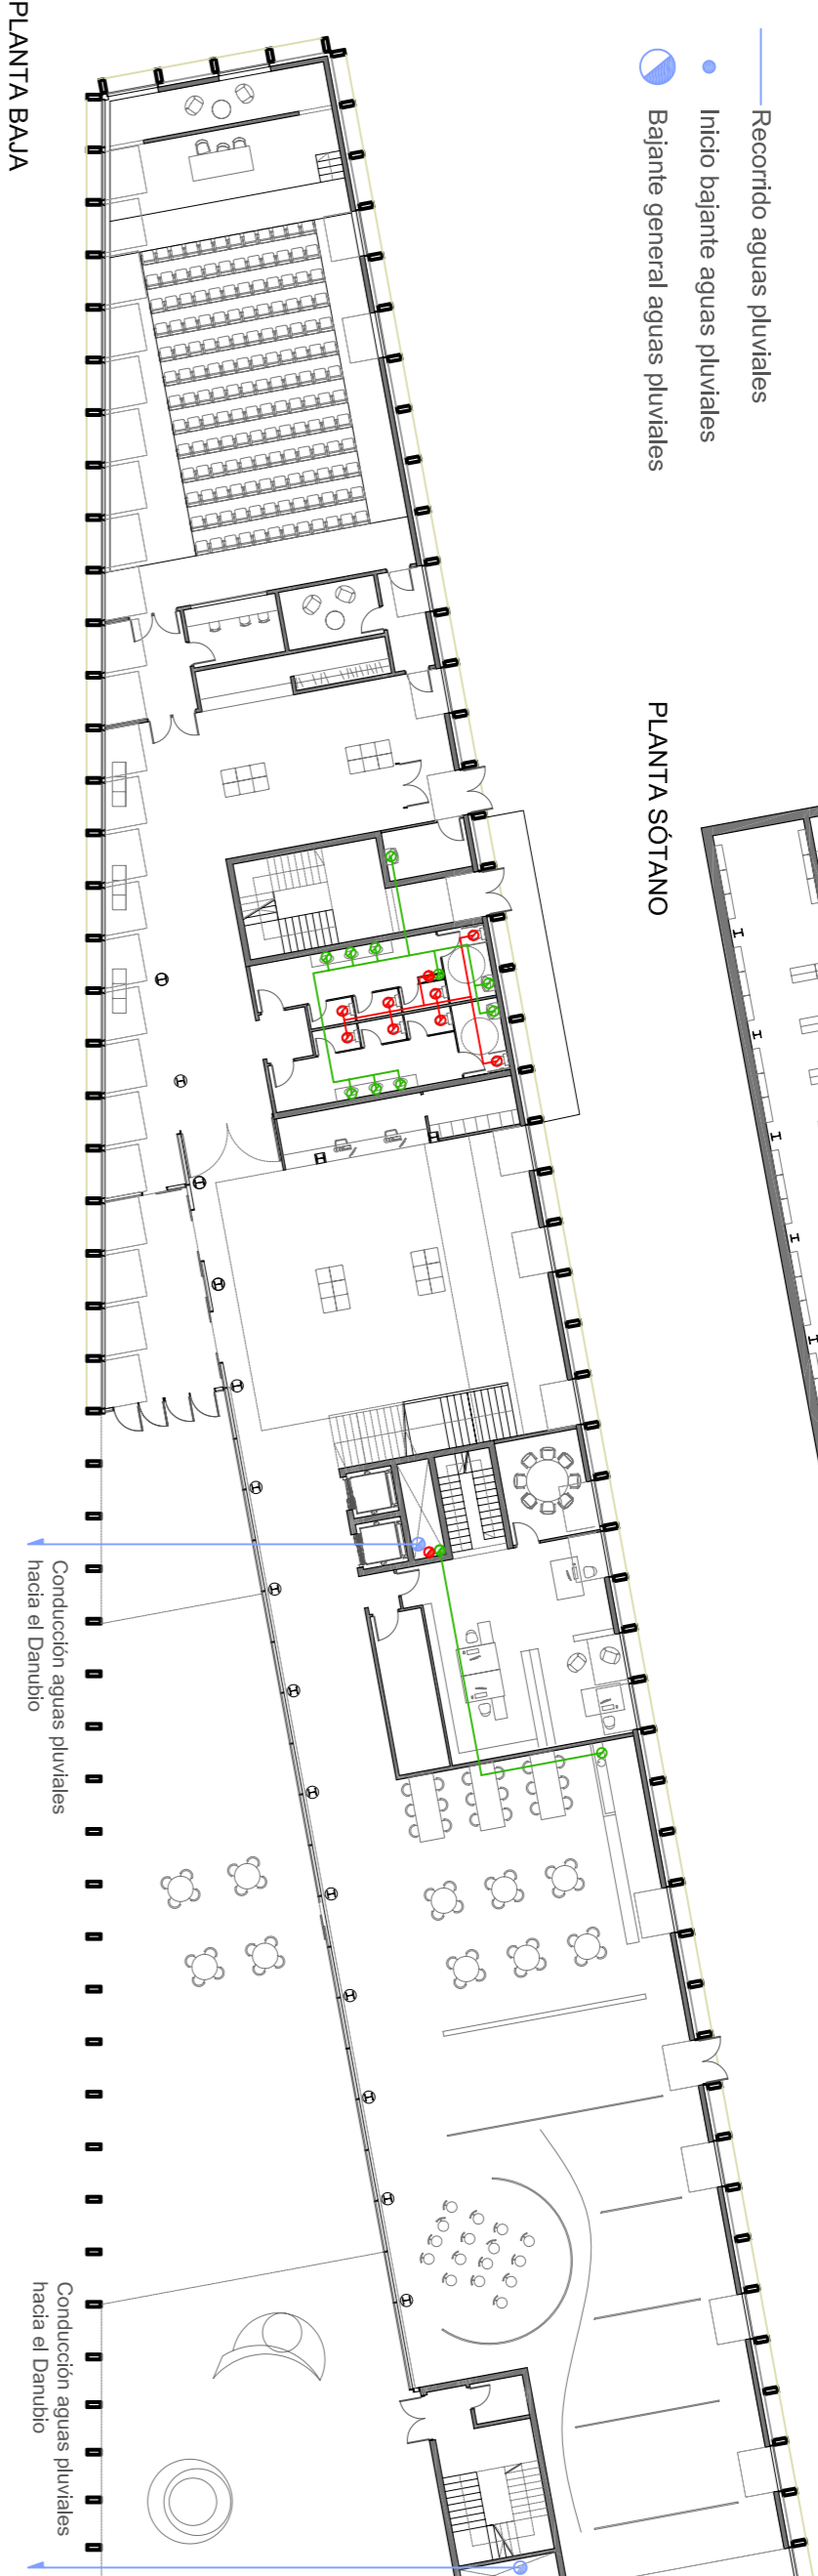 Recorrido aguas pluviales
Inicio bajante aguas pluviales
Bajante general aguas pluviales
PLANTA SÓTANO
PLANTA BAJA
Conducción aguas pluviales
hacia el Danubio
Conducción aguas pluviales
hacia el Danubio